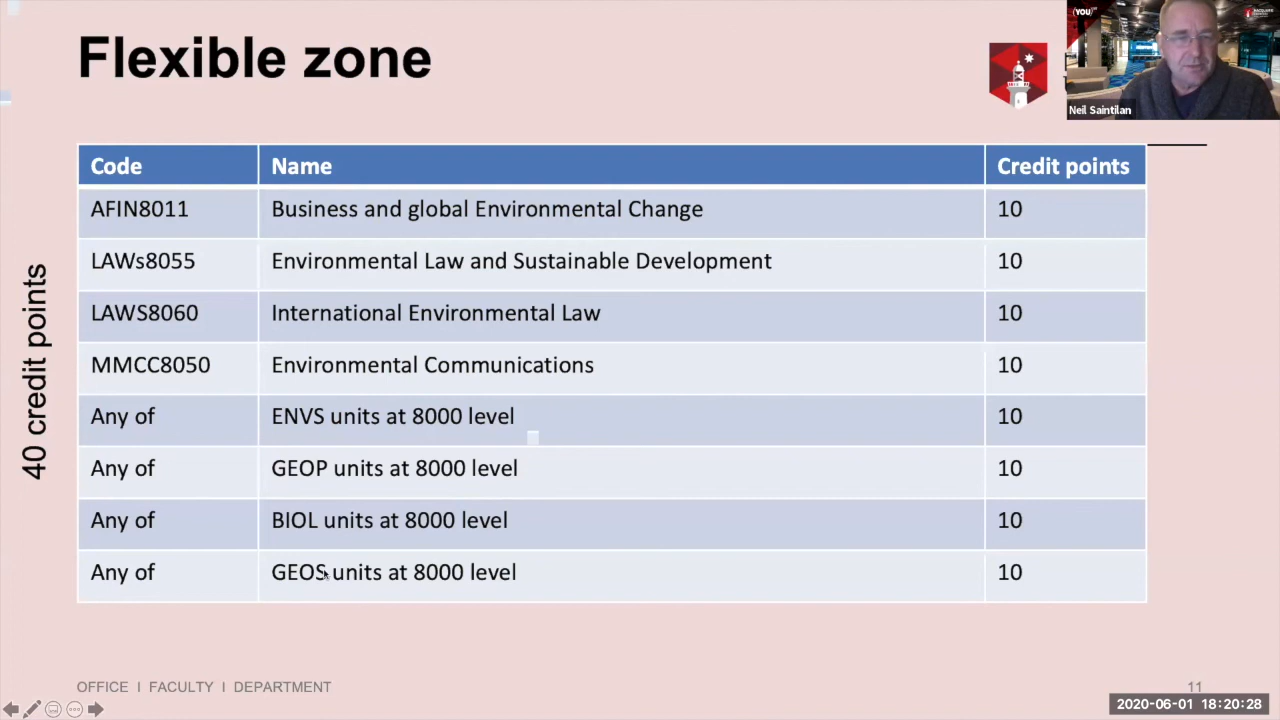 Flexible zone
(YOU)
Neil Saintilan
40 credit points
Code Name Credit points
AFIN8011 Business and global Environmental Change 10
LAWs8055 Environmental Law and Sustainable Development 10
LAWS8060 International Environmental Law 10
MMCC8050 Environmental Communications 10
Any of ENVS units at 8000 level 10
Any of GEOP units at 8000 level 10
Any of BIOL units at 8000 level 10
Any of GEOS units at 8000 level 10
OFFICE I FACULTY I DEPARTMENT 11
2020-06-01 18:20:28